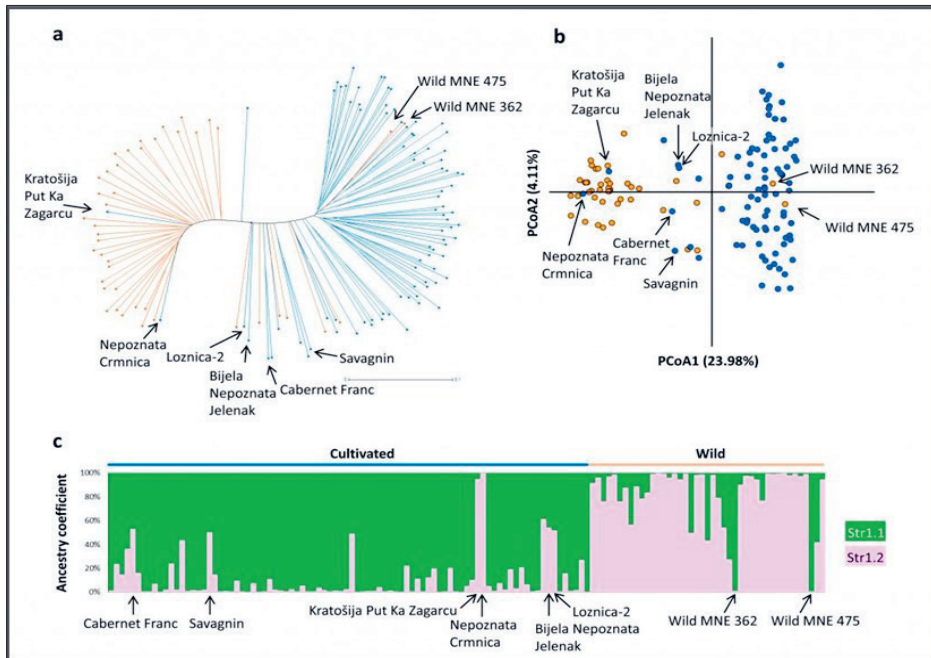 a
Wild MNE 475
Wild MNE 362
Kratošija
Put Ka
Zagarcu
Nepoznata
Crmnica
Loznica-2
Bijela
Nepoznata
Jelenak
Cabernet Franc
Savagnin
b
Kratošija
Put Ka
Zagarcu
Bijela
Nepoznata
Jelenak
Loznica-2
Wild MNE 362
Wild MNE 475
Nepoznata
Crmnica
Cabernet
Franc
Savagnin
PCoA2 (4.11%)
PCoA1 (23.98%)
c
Cultivated
Wild
Ancestry coefficient
100%
80%
60%
40%
20%
0%
Str1.1
Str1.2
Cabernet Franc
Savagnin
Kratošija Put Ka Zagarcu
Nepoznata
Crmnica
Bijela
Jelenak
Loznica-2
Nepoznata
Wild MNE 362
Wild MNE 475